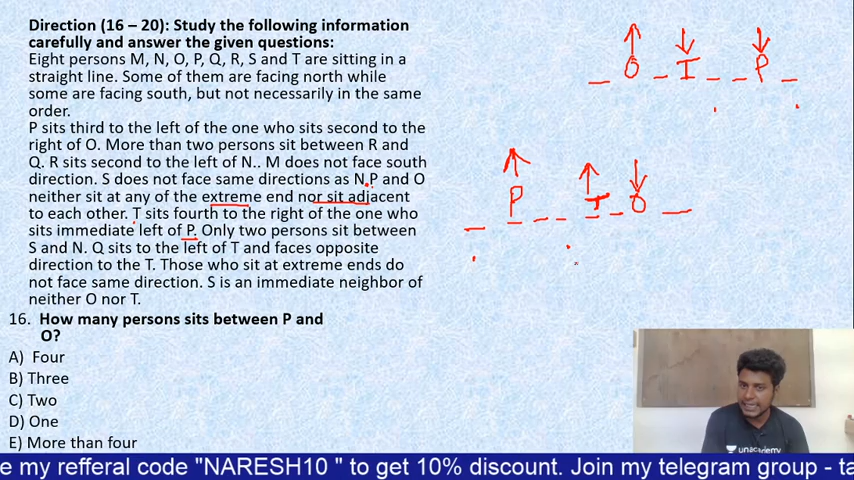 Direction (16 – 20): Study the following information
carefully and answer the given questions:
Eight persons M, N, O, P, Q, R, S and T are sitting in a
straight line. Some of them are facing north while
some are facing south, but not necessarily in the same
order.
P sits third to the left of the one who sits second to the
right of O. More than two persons sit between R and
Q. R sits second to the left of N.. M does not face south
direction. S does not face same directions as N.P and O
neither sit at any of the extreme end nor sit adjacent
to each other. T sits fourth to the right of the one who
sits immediate left of P. Only two persons sit between
S and N. Q sits to the left of T and faces opposite
direction to the T. Those who sit at extreme ends do
not face same direction. S is an immediate neighbor of
neither O nor T.
16. How many persons sits between P and
O?
A) Four
B) Three
C) Two
D) One
E) More than four
O T P
P T O
unacademy
e my refferal code "NARESH10 " to get 10% discount. Join my telegram group - ta